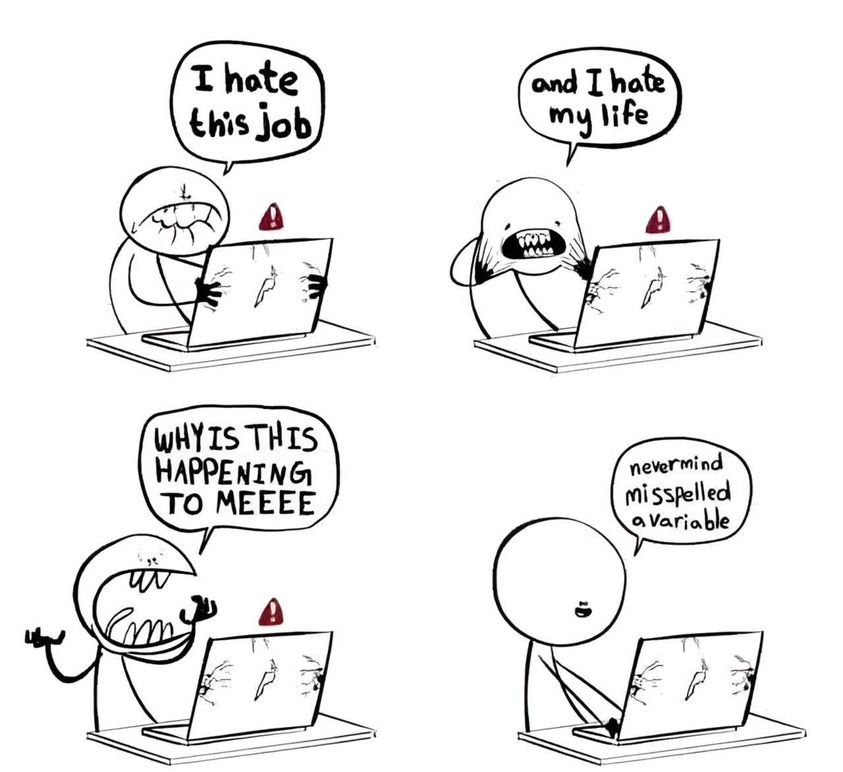 I hate
this job
and I hate
my life
WHY IS THIS
HAPPENING
TO MEEEE
nevermind
misspelled
a variable